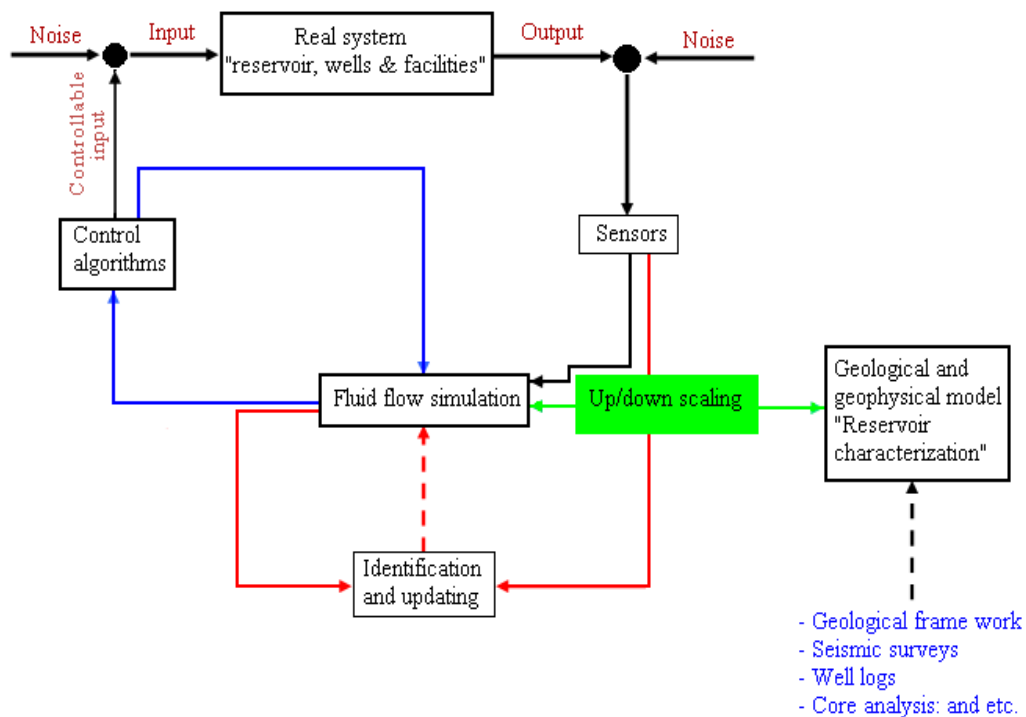 Noise
Input
Real system
"reservoir, wells & facilities"
Output
Noise
Controllable
input
Control
algorithms
Sensors
Fluid flow simulation
Up/down scaling
Geological and
geophysical model
"Reservoir
characterization"
Identification
and updating
- Geological frame work
- Seismic surveys
- Well logs
- Core analysis: and etc.